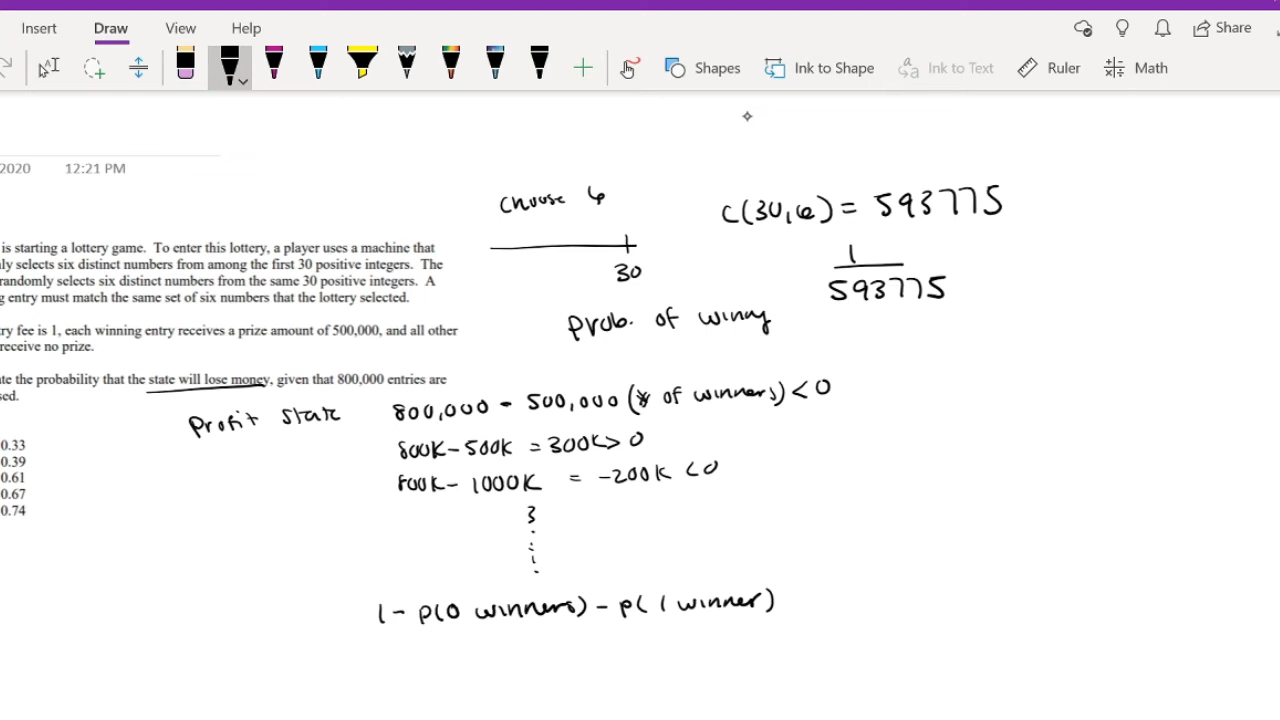 Insert Draw View Help Share
Shapes Ink to Shape Ink to Text Ruler Math
2020 12:21 PM
choose 6
30
C(30,6) = 593775
1
593775
prob. of winny
is starting a lottery game. To enter this lottery, a player uses a machine that
ly selects six distinct numbers from among the first 30 positive integers. The
randomly selects six distinct numbers from the same 30 positive integers. A
g entry must match the same set of six numbers that the lottery selected.
ry fee is 1, each winning entry receives a prize amount of 500,000, and all other
receive no prize.
te the probability that the state will lose money, given that 800,000 entries are
sed.
0.33
0.39
0.61
0.67
0.74
Profit State 800,000 - 500,000 (# of winners) < 0
800K - 500K = 300K > 0
800K - 1000K = -200K < 0
3
1 - P(0 winners) - P(1 winner)